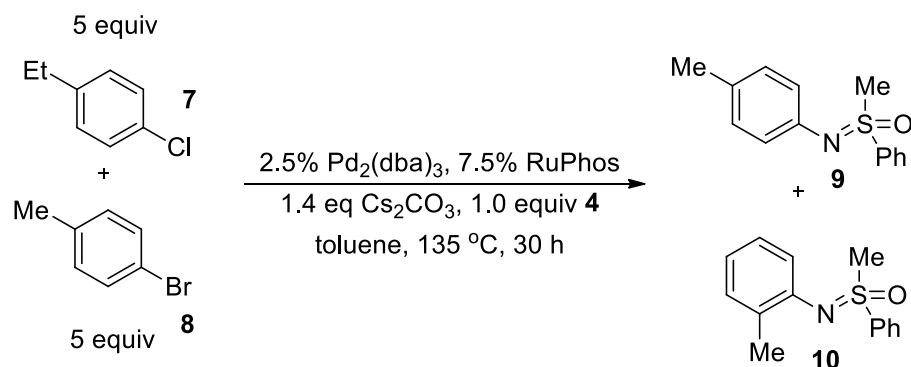 5 equiv
Et
7
Cl
+
Me
Br
8
5 equiv
2.5% Pd₂(dba)₃, 7.5% RuPhos
1.4 eq Cs₂CO₃, 1.0 equiv 4
toluene, 135 °C, 30 h
Me
Me
N S O
Ph
9
+
Me
N S O
Ph
Me
10